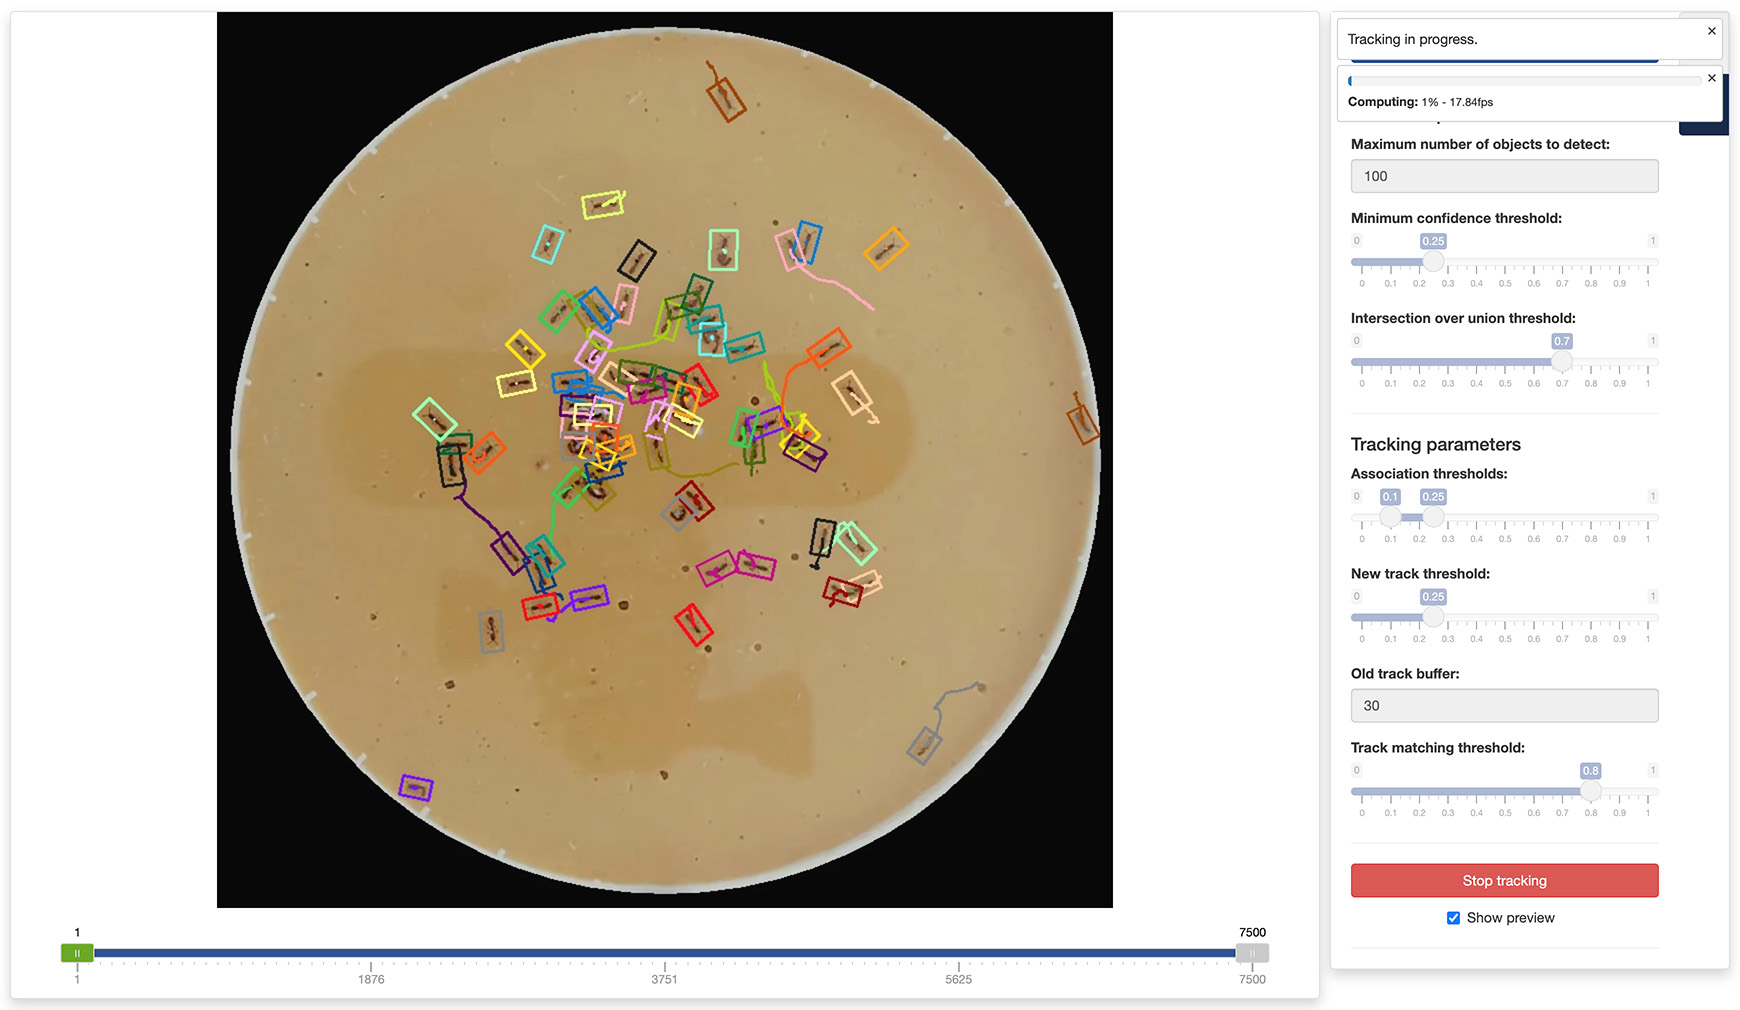 Tracking in progress.
×
×
Computing: 1% - 17.84fps
Maximum number of objects to detect:
100
Minimum confidence threshold:
0 0.25 1
0 0.1 0.2 0.3 0.4 0.5 0.6 0.7 0.8 0.9 1
Intersection over union threshold:
0 0.7 1
0 0.1 0.2 0.3 0.4 0.5 0.6 0.7 0.8 0.9 1
Tracking parameters
Association thresholds:
0 0.1 0.25 1
0 0.1 0.2 0.3 0.4 0.5 0.6 0.7 0.8 0.9 1
New track threshold:
0 0.25 1
0 0.1 0.2 0.3 0.4 0.5 0.6 0.7 0.8 0.9 1
Old track buffer:
30
Track matching threshold:
0 0.8 1
0 0.1 0.2 0.3 0.4 0.5 0.6 0.7 0.8 0.9 1
Stop tracking
Show preview
1 7500
1 1876 3751 5625 7500